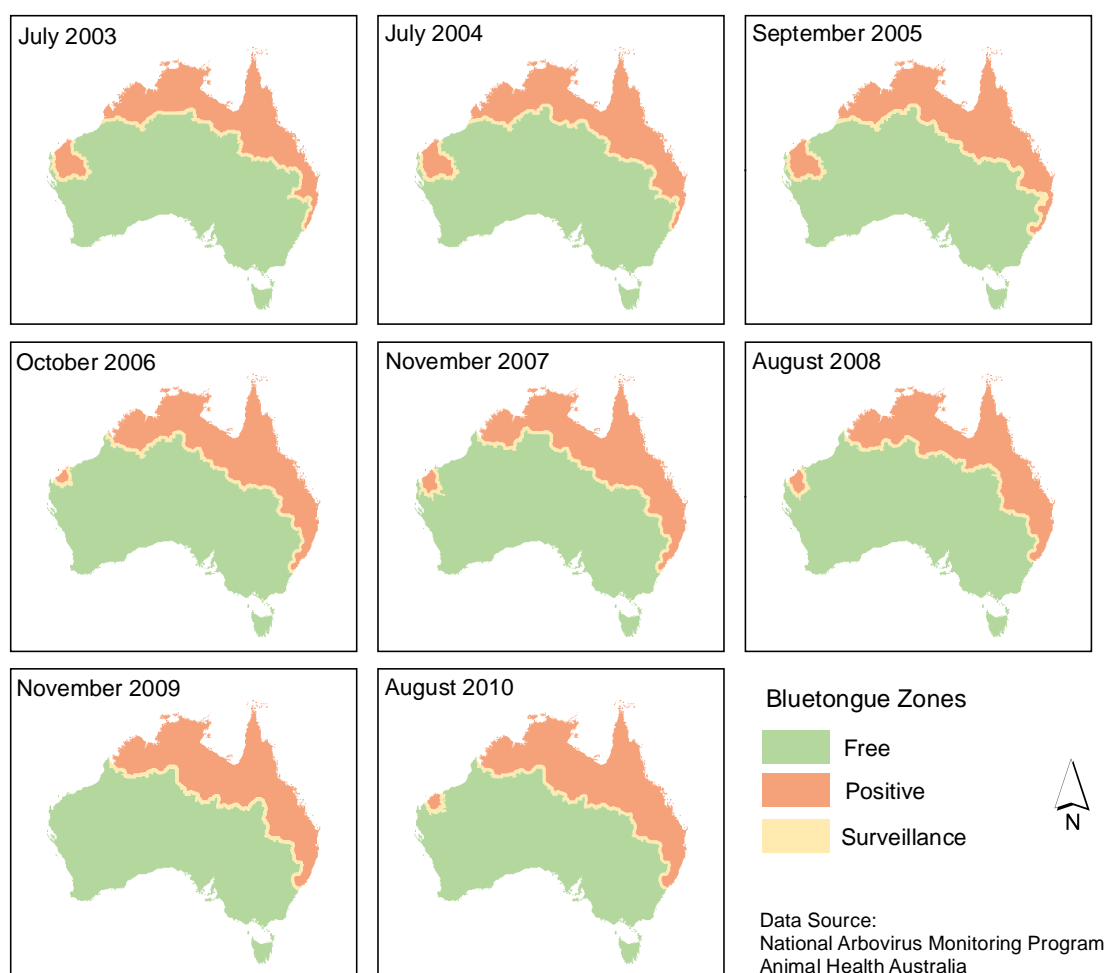 July 2003
July 2004
September 2005
October 2006
November 2007
August 2008
November 2009
August 2010
Bluetongue Zones
Free
Positive
Surveillance
N
Data Source:
National Arbovirus Monitoring Program
Animal Health Australia